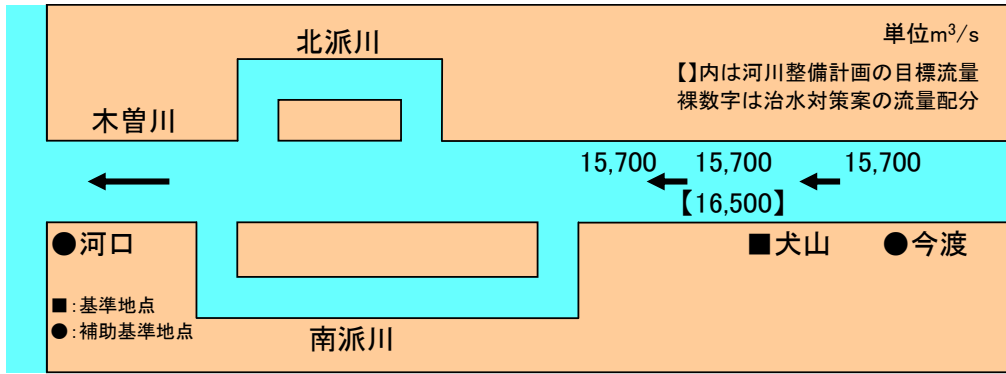 単位m³/s
【】内は河川整備計画の目標流量
裸数字は治水対策案の流量配分
北派川
木曽川
15,700 15,700 15,700
【16,500】
●河口
■犬山
●今渡
■:基準地点
●:補助基準地点
南派川